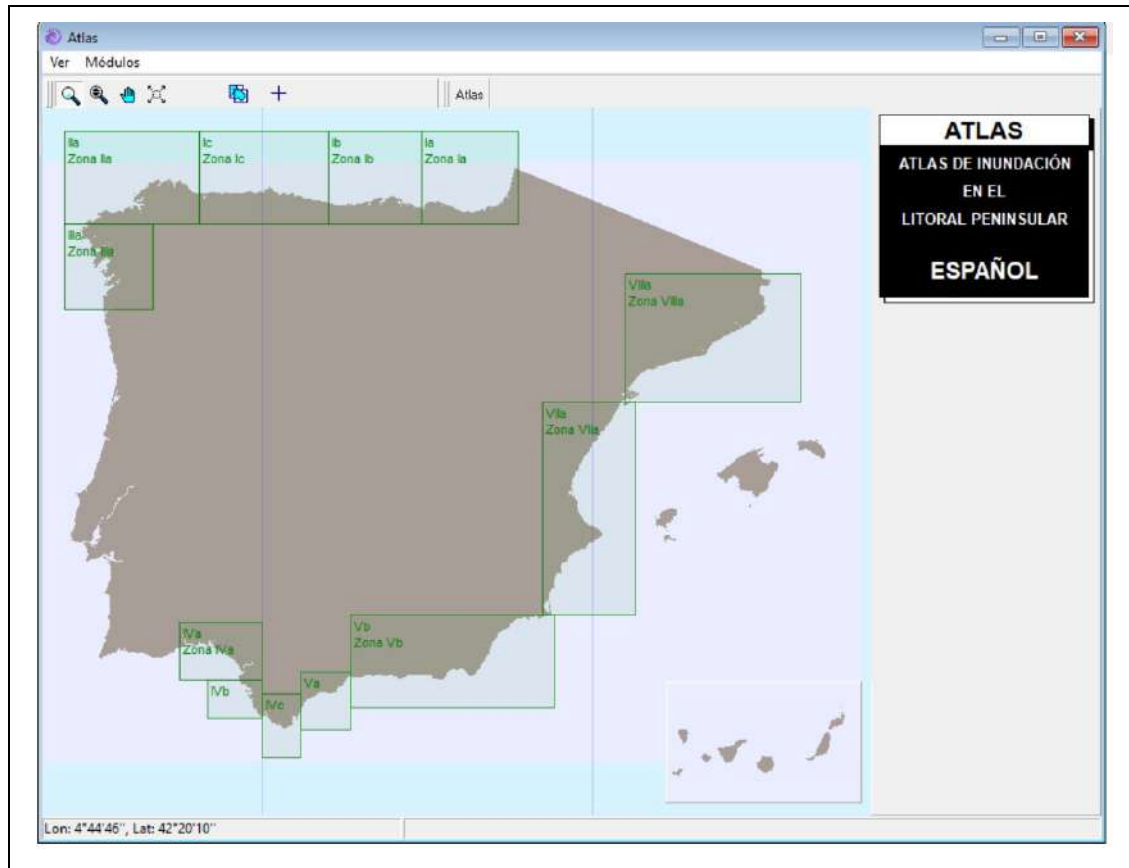 Atlas
Ver Módulos
Atlas
IIa
Zona IIa
Ic
Zona Ic
Ib
Zona Ib
Ia
Zona Ia
IIIa
Zona IIIa
VIIIa
Zona VIIIa
VIIa
Zona VIIa
IVa
Zona IVa
IVb
IVc
Va
Vb
Zona Vb
ATLAS
ATLAS DE INUNDACIÓN
EN EL
LITORAL PENINSULAR
ESPAÑOL
Lon: 4°44'46'', Lat: 42°20'10''